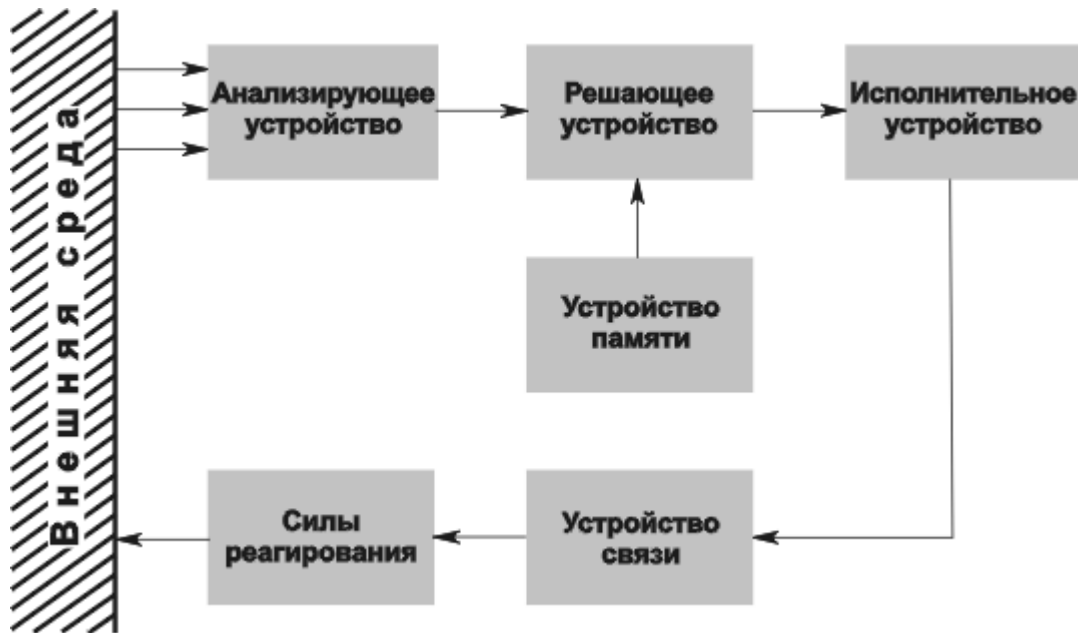 Внешняя среда
Анализирующее
устройство
Решающее
устройство
Исполнительное
устройство
Устройство
памяти
Силы
реагирования
Устройство
связи